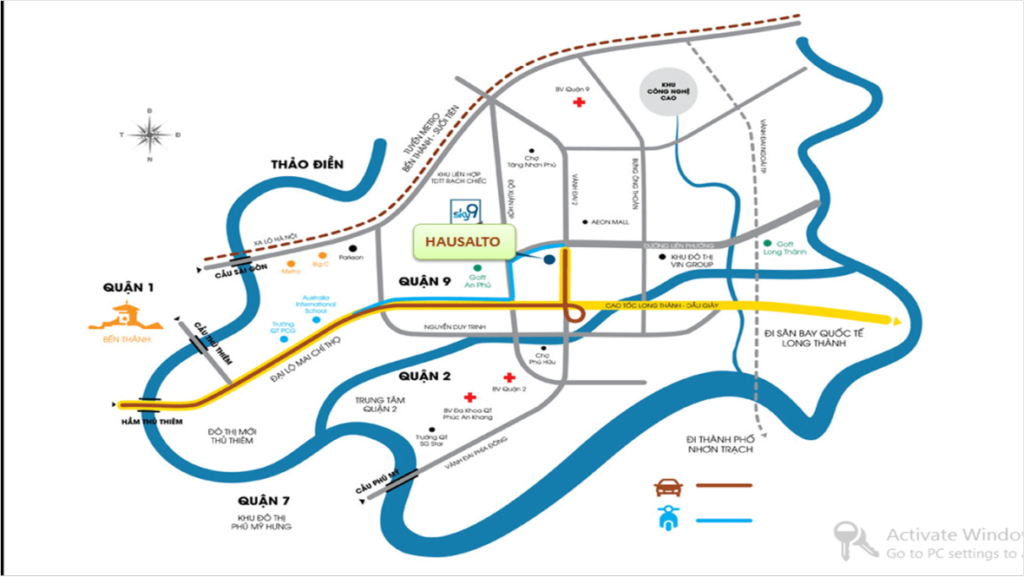 B
T
Đ
N
THẢO ĐIỀN
TUYẾN METRO
BẾN THÀNH - SUỐI TIÊN
BV Quận 9
KHU
CÔNG NGHỆ
CAO
VÀNH ĐAI NGOÀI TP
KHU LIÊN HỢP
TDTT RẠCH CHIẾC
Chợ
Tăng Nhơn Phú
ĐỖ XUÂN HỢP
VÀNH ĐAI 2
BƯNG ÔNG THOÀN
sky9
AEON MALL
HAUSALTO
XA LỘ HÀ NỘI
CẦU SÀI GÒN
Metro
Big C
Parkson
ĐƯỜNG LIÊN PHƯỜNG
KHU ĐÔ THỊ
VIN GROUP
Golf
Long Thành
QUẬN 9
Golf
An Phú
QUẬN 1
BẾN THÀNH
Australia
International
School
Trường
QT PCG
CẦU THỦ THIÊM
CAO TỐC LONG THÀNH - DẦU GIÂY
NGUYỄN DUY TRINH
ĐẠI LỘ MAI CHÍ THỌ
ĐI SÂN BAY QUỐC TẾ
LONG THÀNH
Chợ
Phú Hữu
QUẬN 2
BV Quận 2
TRUNG TÂM
QUẬN 2
BV Đa Khoa QT
Phúc An Khang
HẦM THỦ THIÊM
ĐÔ THỊ MỚI
THỦ THIÊM
Trường QT
SG Star
VÀNH ĐAI PHÍA ĐÔNG
CẦU PHÚ MỸ
ĐI THÀNH PHỐ
NHƠN TRẠCH
QUẬN 7
KHU ĐÔ THỊ
PHÚ MỸ HƯNG
Activate Windo
Go to PC settings to